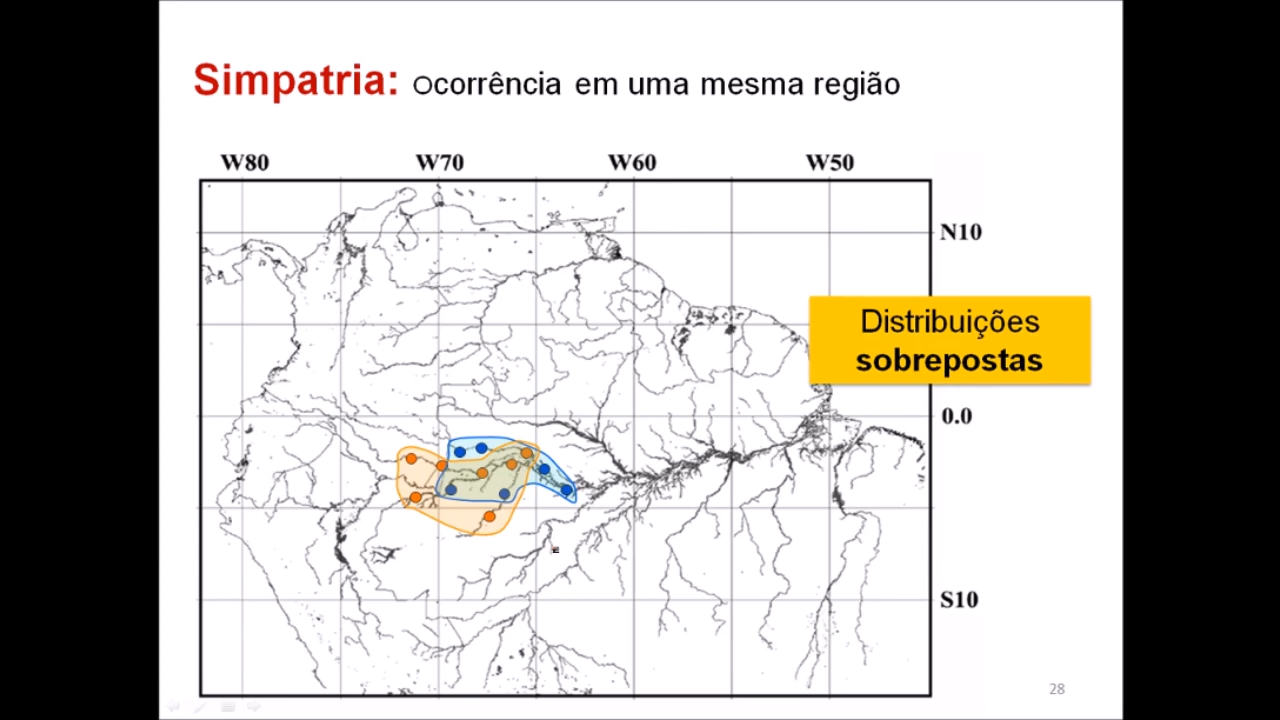 Simpatria: Ocorrência em uma mesma região
W80 W70 W60 W50
N10
Distribuições
sobrepostas
0.0
S10
28